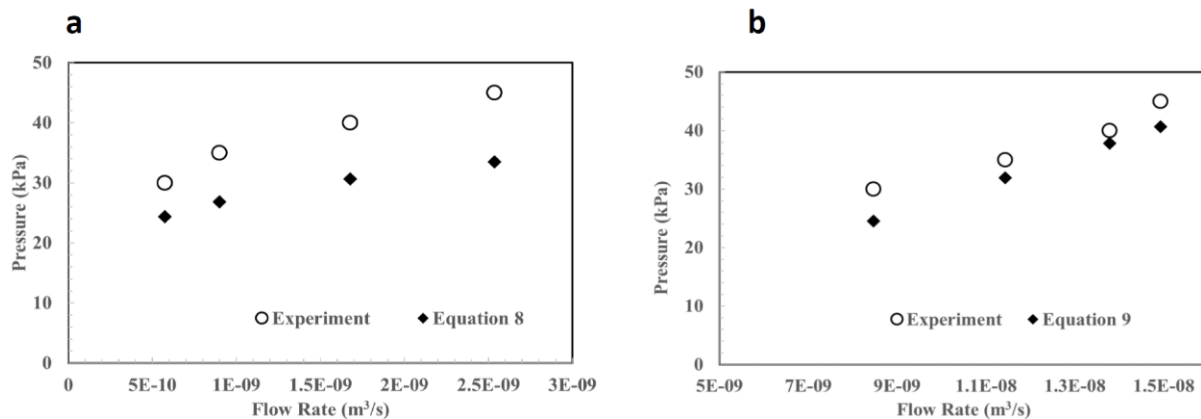 a
50
40
30
20
10
0
Pressure (kPa)
Experiment
Equation 8
0 5E-10 1E-09 1.5E-09 2E-09 2.5E-09 3E-09
Flow Rate (m³/s)
b
50
40
30
20
10
0
Pressure (kPa)
Experiment
Equation 9
5E-09 7E-09 9E-09 1.1E-08 1.3E-08 1.5E-08
Flow Rate (m³/s)